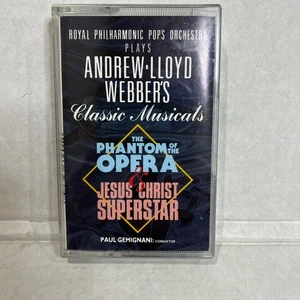 ROYAL PHILHARMONIC POPS ORCHESTRA
PLAYS
ANDREW·LLOYD
WEBBER'S
Classic Musicals
THE
PHANTOM OF THE
OPERA
&
JESUS CHRIST
SUPERSTAR
PAUL GEMIGNANI: CONDUCTOR